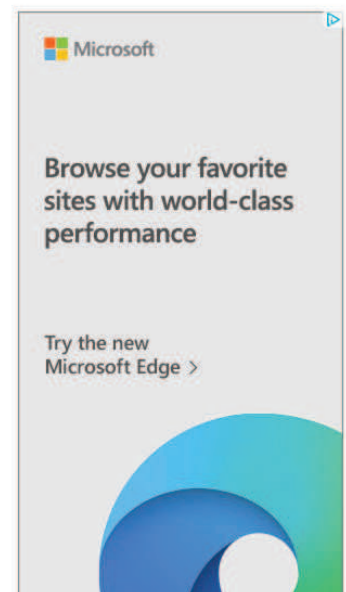 Microsoft
Browse your favorite
sites with world-class
performance
Try the new
Microsoft Edge >